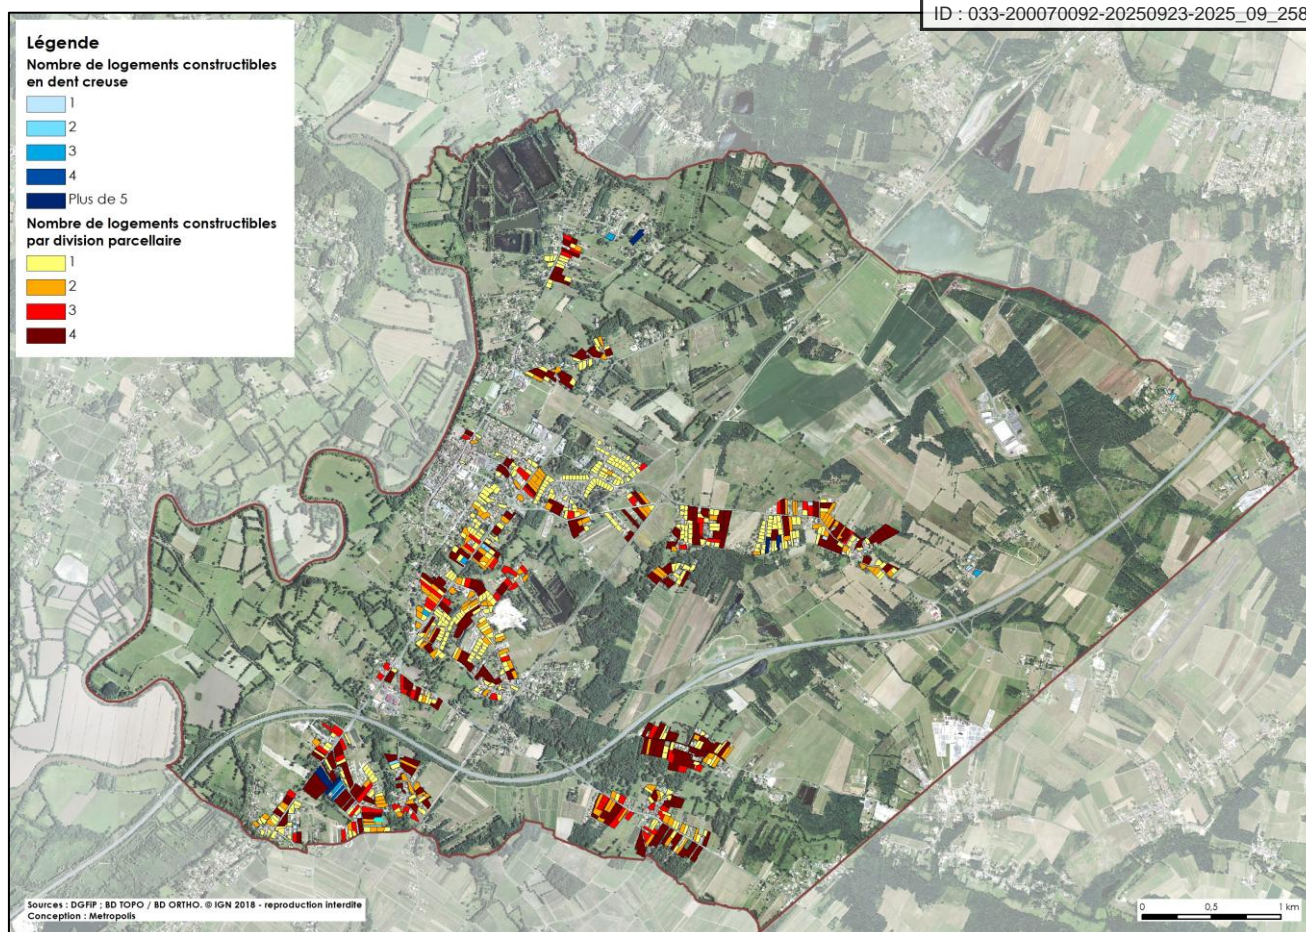 ID : 033-200070092-20250923-2025_09_258
Légende
Nombre de logements constructibles
en dent creuse
1
2
3
4
Plus de 5
Nombre de logements constructibles
par division parcellaire
1
2
3
4
Sources : DGFiP ; BD TOPO / BD ORTHO. © IGN 2018 - reproduction interdite
Conception : Metropolis
0 0,5 1 km